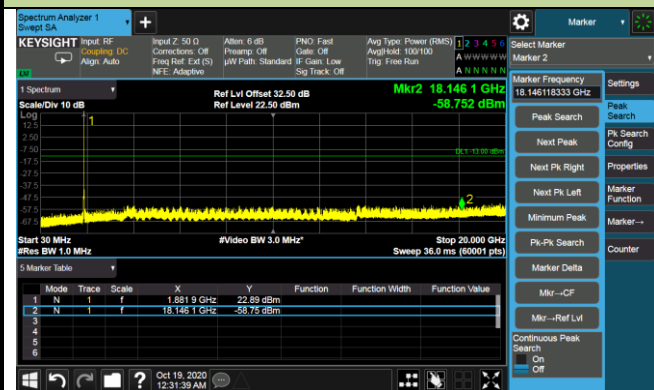 Spectrum Analyzer 1
Swept SA
+
Marker
KEYSIGHT
Input: RF
Coupling: DC
Align: Auto
Input Z: 50 Ω
Corrections: Off
Freq Ref: Ext (S)
NFE: Adaptive
Atten: 6 dB
Preamp: Off
µW Path: Standard
PNO: Fast
Gate: Off
IF Gain: Low
Sig Track: Off
Avg Type: Power (RMS)
Avg|Hold: 100/100
Trig: Free Run
1 2 3 4 5 6
A W W W W W
A N N N N N
Select Marker
Marker 2
1 Spectrum
Scale/Div 10 dB
Log
Ref Lvl Offset 32.50 dB
Ref Level 22.50 dBm
Mkr2 18.146 1 GHz
-58.752 dBm
12.5
2.50
-7.50
-17.5
-27.5
-37.5
-47.5
-57.5
-67.5
1
DL1 -13.00 dBm
2
Start 30 MHz
#Res BW 1.0 MHz
#Video BW 3.0 MHz*
Stop 20.000 GHz
Sweep 36.0 ms (60001 pts)
5 Marker Table
Mode Trace Scale X Y Function Function Width Function Value
1 N 1 f 1.881 9 GHz 22.89 dBm
2 N 1 f 18.146 1 GHz -58.75 dBm
3
4
5
6
Marker Frequency
18.146118333 GHz
Peak Search
Next Peak
Next Pk Right
Next Pk Left
Minimum Peak
Pk-Pk Search
Marker Delta
Mkr→CF
Mkr→Ref Lvl
Continuous Peak
Search
On
Off
Settings
Peak
Search
Pk Search
Config
Properties
Marker
Function
Marker→
Counter
?
Oct 19, 2020
12:31:39 AM